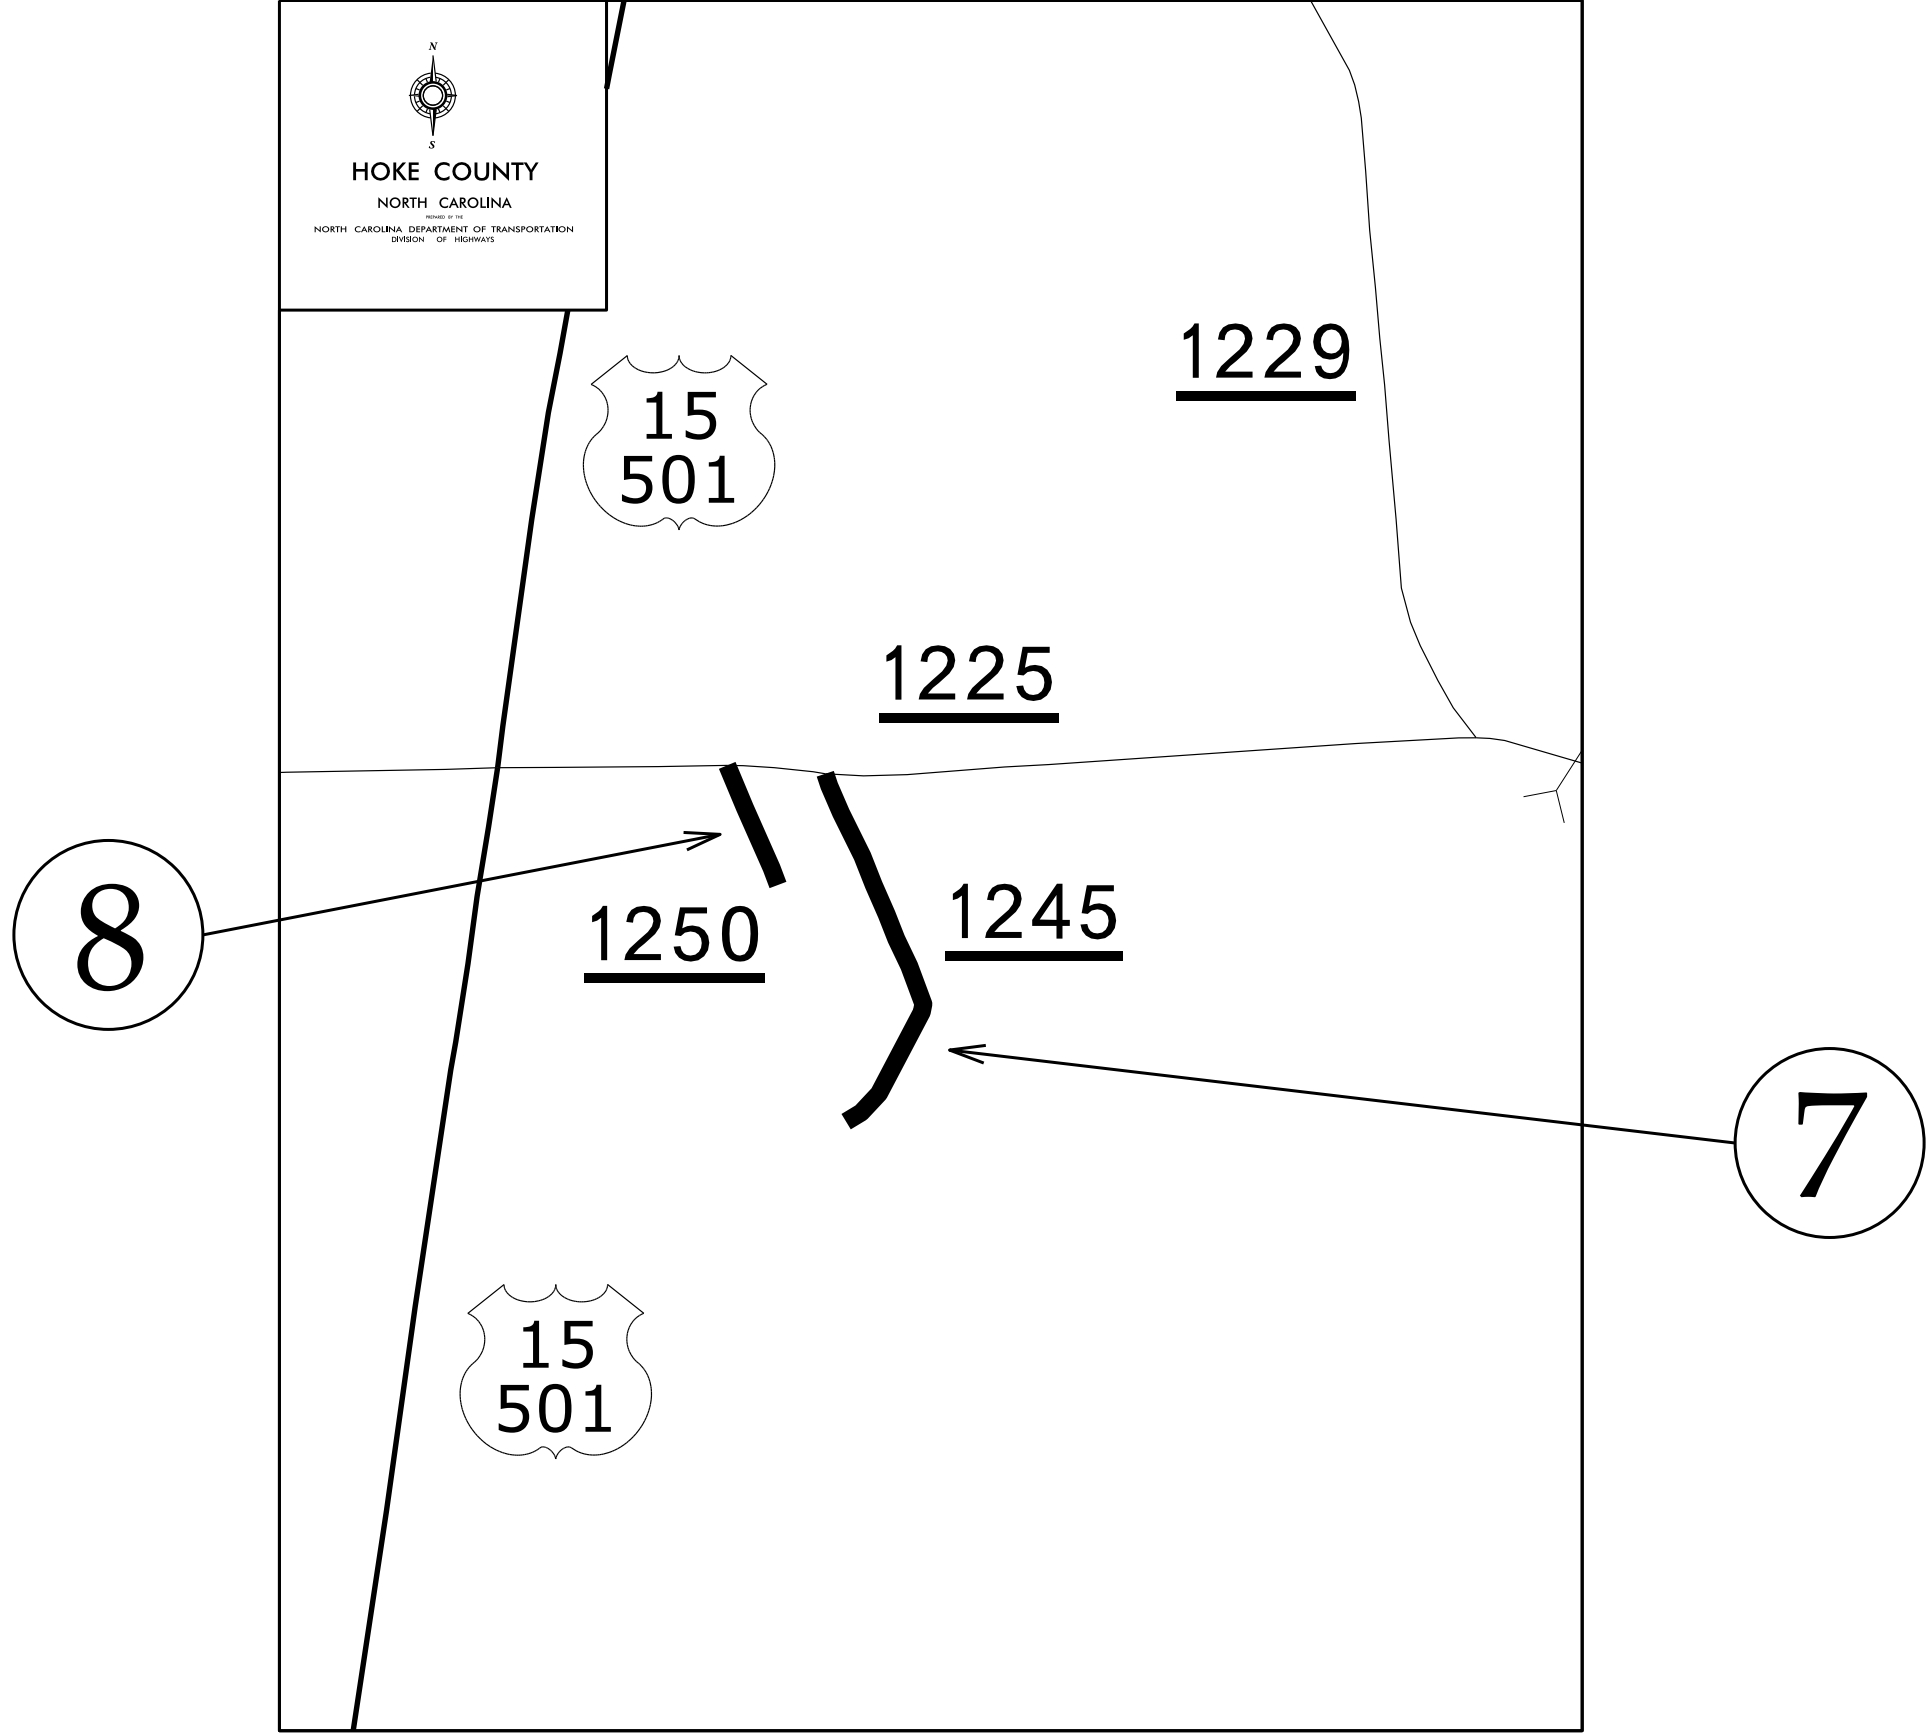 N
S
HOKE COUNTY
NORTH CAROLINA
PREPARED BY THE
NORTH CAROLINA DEPARTMENT OF TRANSPORTATION
DIVISION OF HIGHWAYS
1229
15
501
1225
8
1250
1245
7
15
501